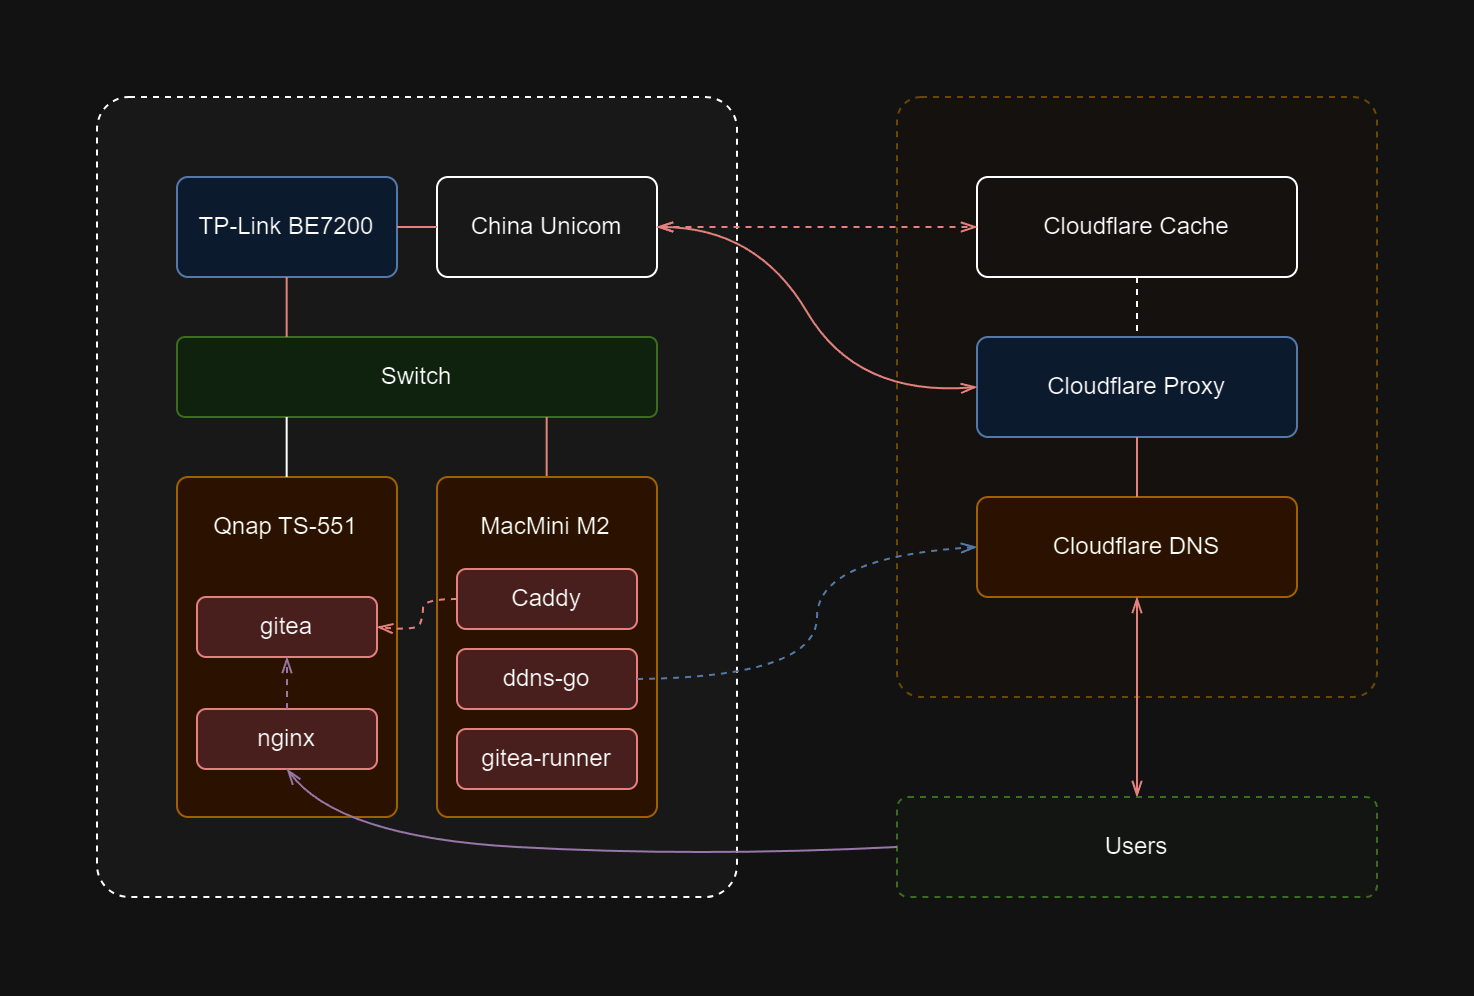 TP-Link BE7200
China Unicom
Cloudflare Cache
Switch
Cloudflare Proxy
Qnap TS-551
MacMini M2
Cloudflare DNS
Caddy
gitea
ddns-go
nginx
gitea-runner
Users